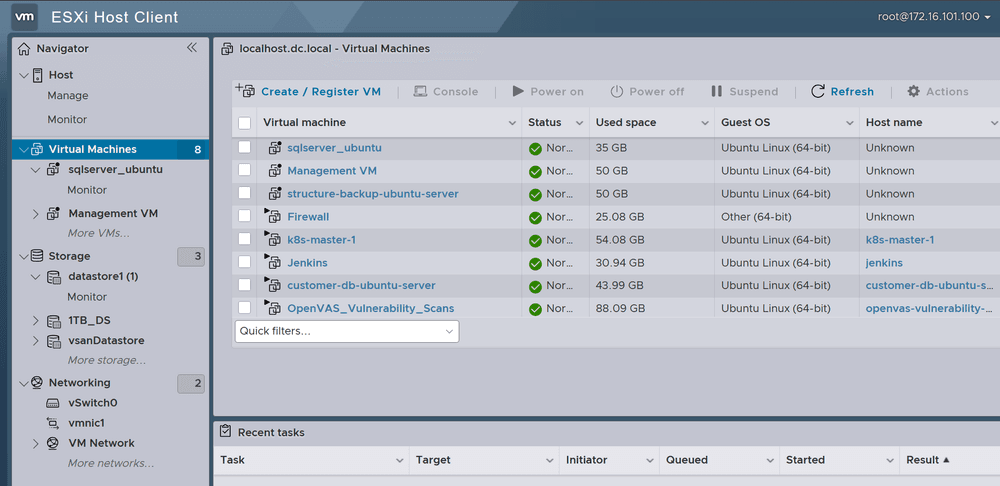 vm ESXi Host Client root@172.16.101.100
Navigator
Host
Manage
Monitor
Virtual Machines 8
sqlserver_ubuntu
Monitor
Management VM
More VMs...
Storage 3
datastore1 (1)
Monitor
1TB_DS
vsanDatastore
More storage...
Networking 2
vSwitch0
vmnic1
VM Network
More networks...
localhost.dc.local - Virtual Machines
Create / Register VM | Console | Power on Power off Suspend | Refresh | Actions
Virtual machine Status Used space Guest OS Host name
sqlserver_ubuntu Nor... 35 GB Ubuntu Linux (64-bit) Unknown
Management VM Nor... 50 GB Ubuntu Linux (64-bit) Unknown
structure-backup-ubuntu-server Nor... 50 GB Ubuntu Linux (64-bit) Unknown
Firewall Nor... 25.08 GB Other (64-bit) Unknown
k8s-master-1 Nor... 54.08 GB Ubuntu Linux (64-bit) k8s-master-1
Jenkins Nor... 30.94 GB Ubuntu Linux (64-bit) jenkins
customer-db-ubuntu-server Nor... 43.99 GB Ubuntu Linux (64-bit) customer-db-ubuntu-s...
OpenVAS_Vulnerability_Scans Nor... 88.09 GB Ubuntu Linux (64-bit) openvas-vulnerability-...
Quick filters...
Recent tasks
Task Target Initiator Queued Started Result